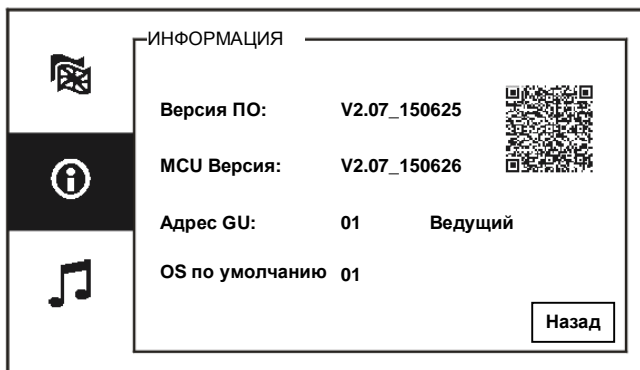 ИНФОРМАЦИЯ
Версия ПО: V2.07_150625
MCU Версия: V2.07_150626
Адрес GU: 01 Ведущий
OS по умолчанию 01
Назад